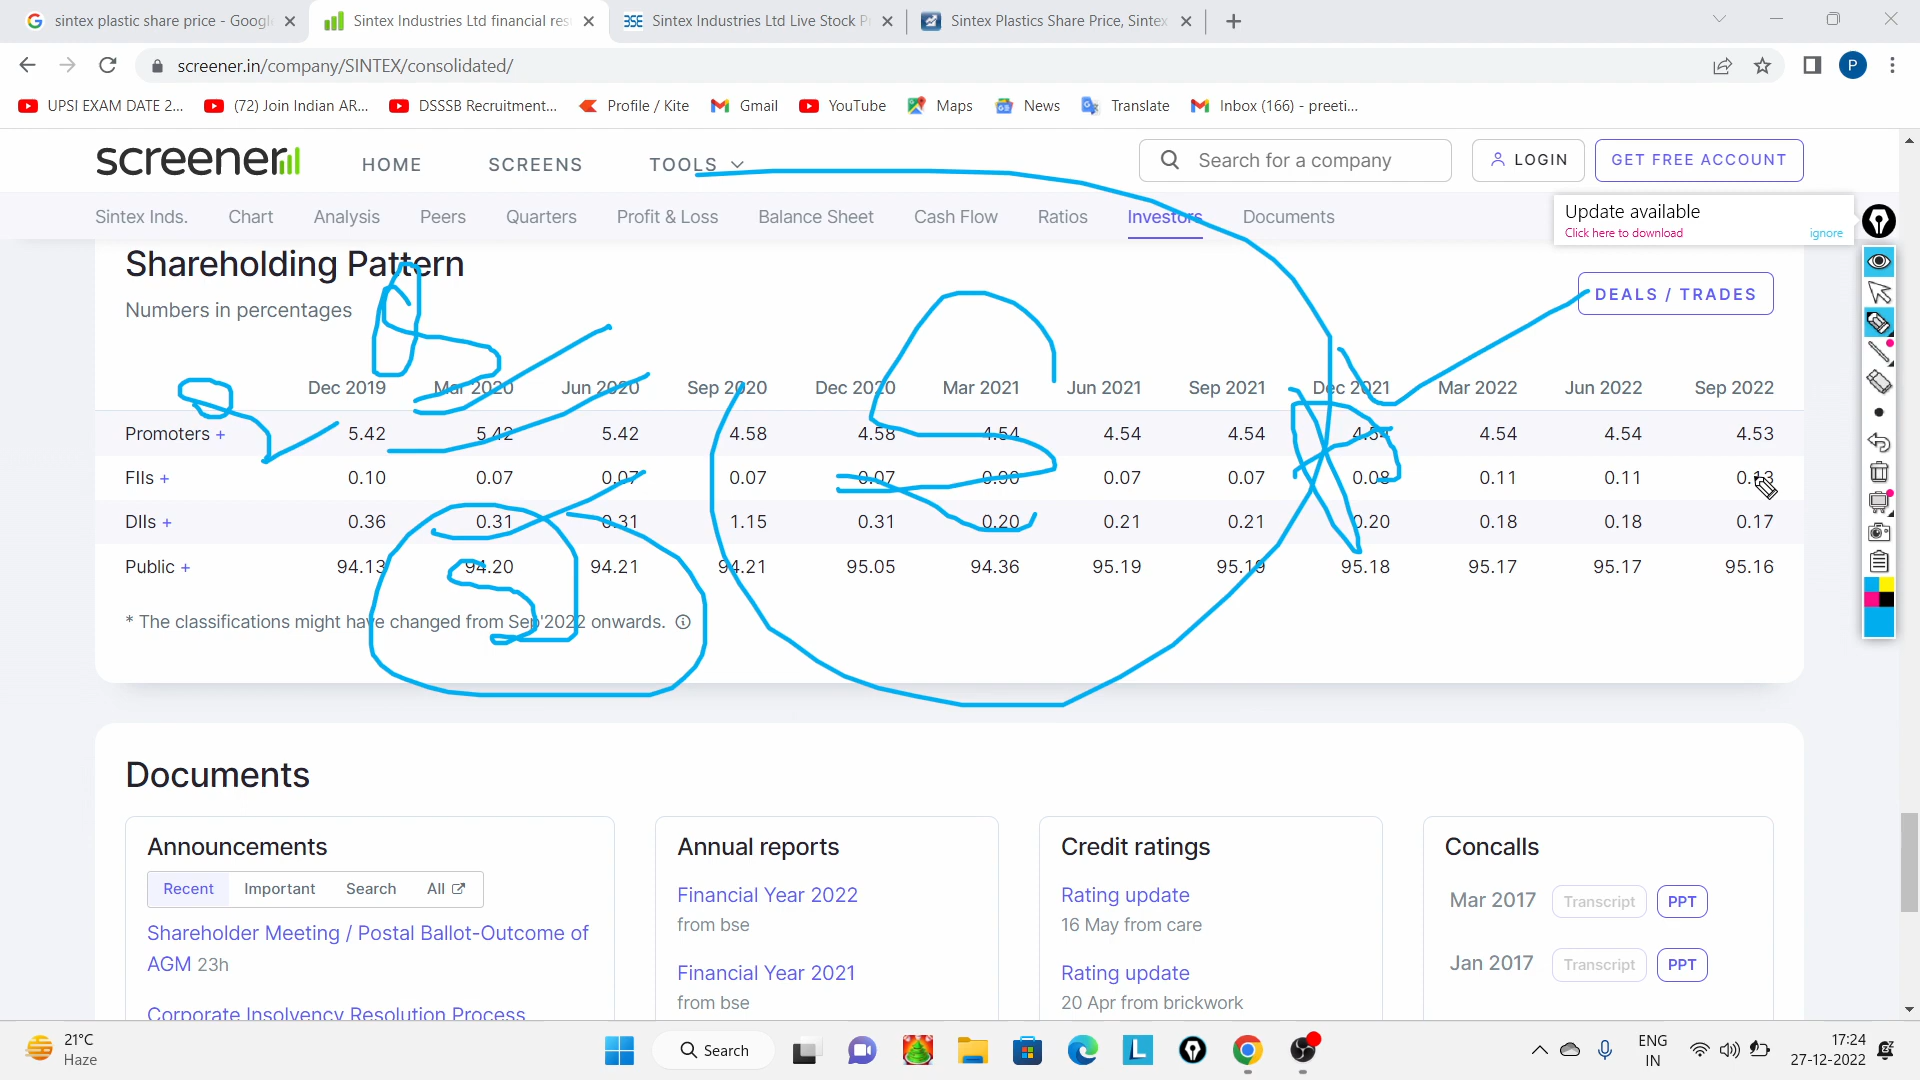 sintex plastic share price - Googl
Sintex Industries Ltd financial res
BSE Sintex Industries Ltd Live Stock P
Sintex Plastics Share Price, Sintex
screener.in/company/SINTEX/consolidated/
P
UPSI EXAM DATE 2...
(72) Join Indian AR...
DSSSB Recruitment...
Profile / Kite
Gmail
YouTube
Maps
News
Translate
Inbox (166) - preeti...
screener
HOME
SCREENS
TOOLS
Search for a company
LOGIN
GET FREE ACCOUNT
Sintex Inds. Chart Analysis Peers Quarters Profit & Loss Balance Sheet Cash Flow Ratios Investors Documents
Update available
Click here to download ignore
Shareholding Pattern
Numbers in percentages
DEALS / TRADES
Dec 2019 Mar 2020 Jun 2020 Sep 2020 Dec 2020 Mar 2021 Jun 2021 Sep 2021 Dec 2021 Mar 2022 Jun 2022 Sep 2022
Promoters + 5.42 5.42 5.42 4.58 4.58 4.54 4.54 4.54 4.54 4.54 4.54 4.53
FIIs + 0.10 0.07 0.07 0.07 0.07 0.90 0.07 0.07 0.08 0.11 0.11 0.13
DIIs + 0.36 0.31 0.31 1.15 0.31 0.20 0.21 0.21 0.20 0.18 0.18 0.17
Public + 94.13 94.20 94.21 94.21 95.05 94.36 95.19 95.19 95.18 95.17 95.17 95.16
* The classifications might have changed from Sep'2022 onwards.
Documents
Announcements
Recent Important Search All
Shareholder Meeting / Postal Ballot-Outcome of
AGM 23h
Corporate Insolvency Resolution Process
Annual reports
Financial Year 2022
from bse
Financial Year 2021
from bse
Credit ratings
Rating update
16 May from care
Rating update
20 Apr from brickwork
Concalls
Mar 2017 Transcript PPT
Jan 2017 Transcript PPT
21°C
Haze
Search
L
ENG
IN
17:24
27-12-2022